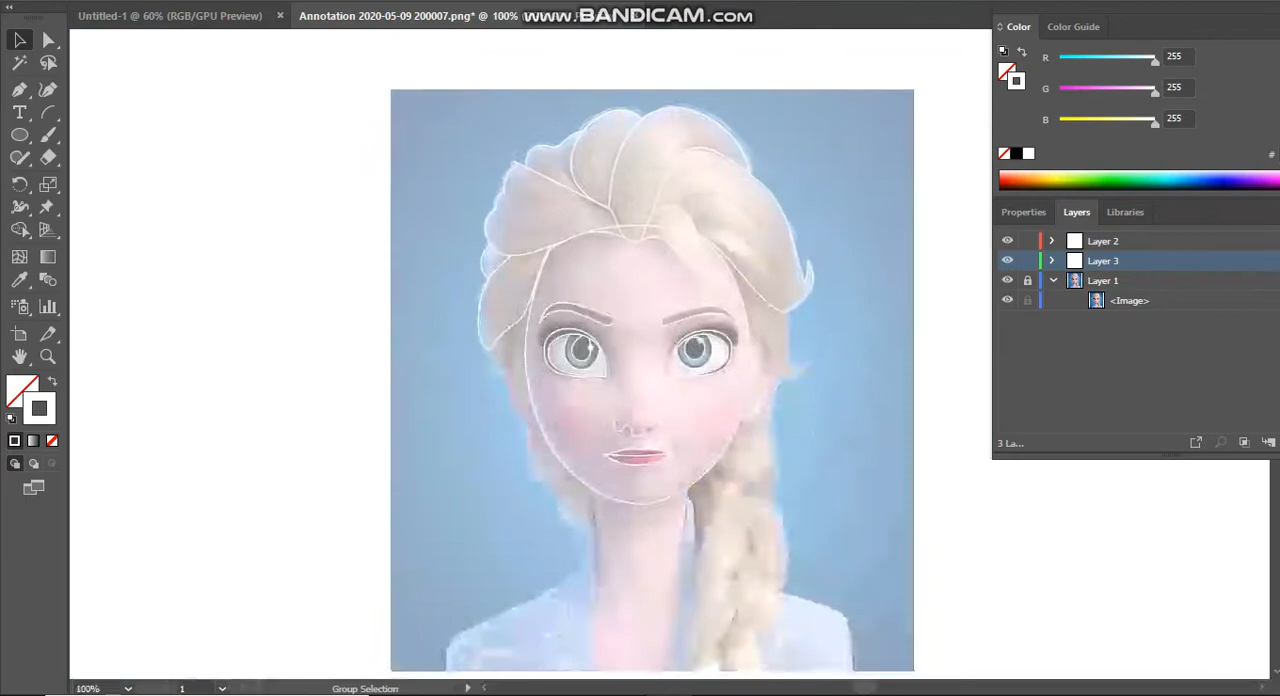 Untitled-1 @ 60% (RGB/GPU Preview) × Annotation 2020-05-09 200007.png* @ 100% WWW.BANDICAM.COM
Color Color Guide
R 255
G 255
B 255
#
Properties Layers Libraries
Layer 2
Layer 3
Layer 1
<Image>
3 La...
100% 1 Group Selection